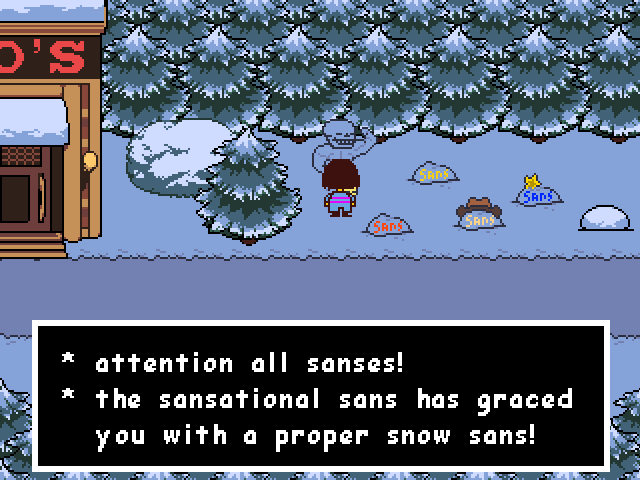 O'S
Sans
Sans
Sans
Sans
* attention all sanses!
* the sansational sans has graced
you with a proper snow sans!